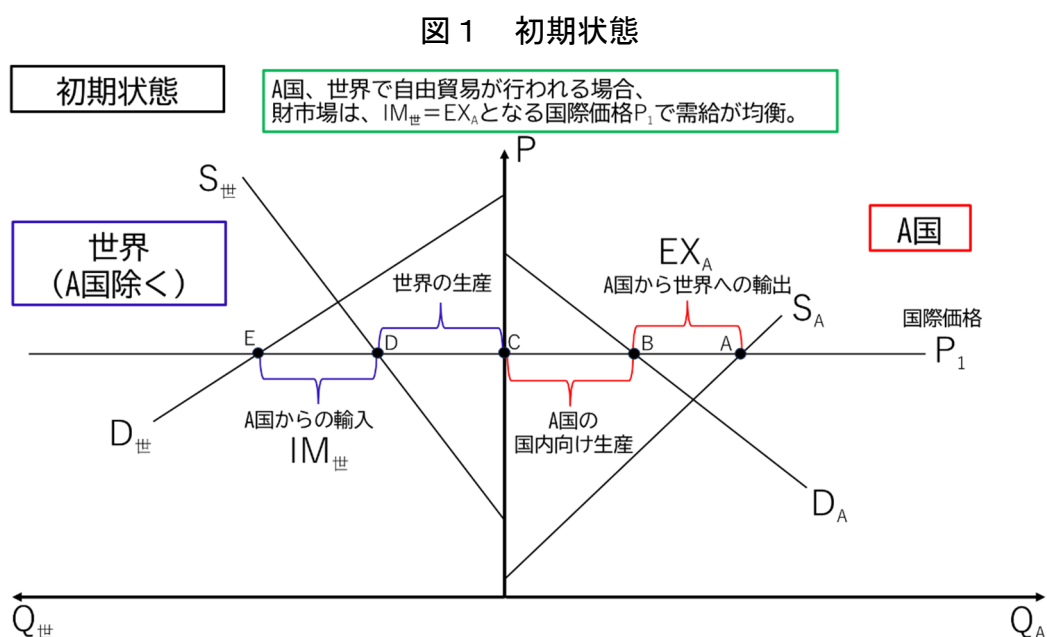 図１　初期状態
初期状態
A国、世界で自由貿易が行われる場合、
財市場は、IM世＝EXAとなる国際価格P1で需給が均衡。
P
S世
世界
（A国除く）
A国
EXA
世界の生産
A国から世界への輸出
SA
国際価格
E
D
C
B
A
P1
A国からの輸入
IM世
A国の
国内向け生産
D世
DA
Q世
QA